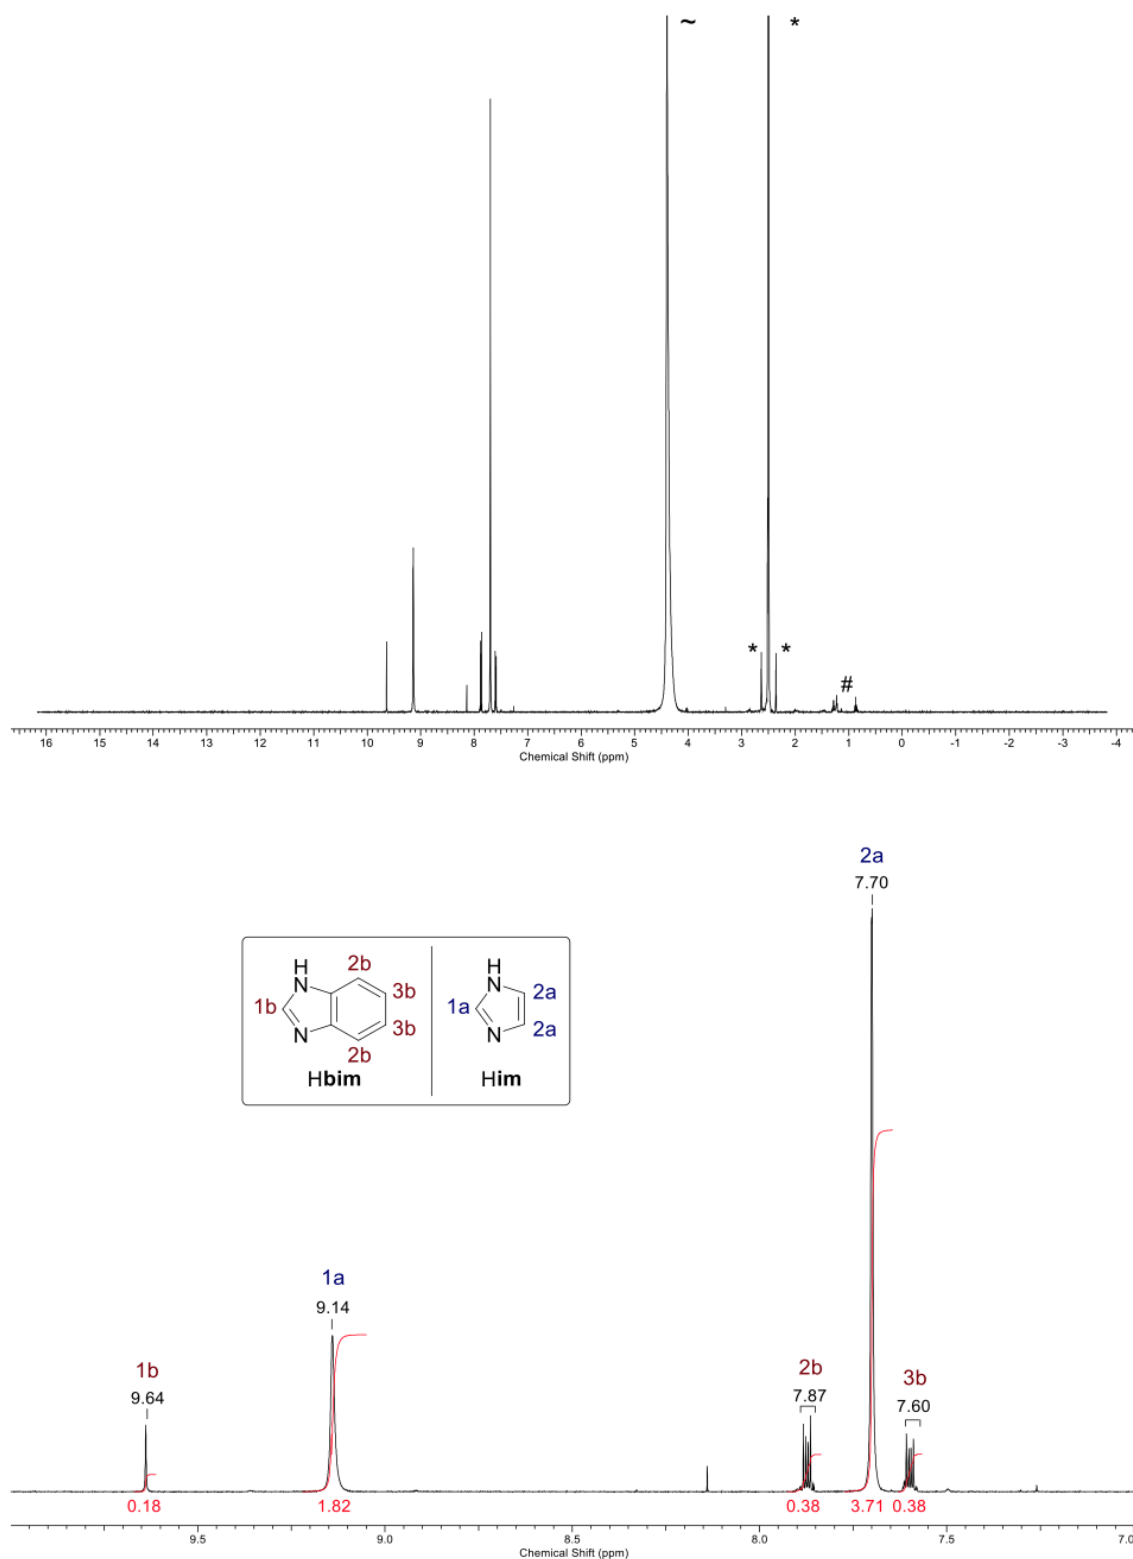 ~ *
* *
#
16 15 14 13 12 11 10 9 8 7 6 5 4 3 2 1 0 -1 -2 -3 -4
Chemical Shift (ppm)
2a
7.70
H
N
1b
N
2b
3b
3b
2b
Hbim
H
N
1a
N
2a
2a
Him
1a
9.14
1b
9.64
2b
7.87
3b
7.60
0.18 1.82 0.38 3.71 0.38
9.5 9.0 8.5 8.0 7.5 7.0
Chemical Shift (ppm)